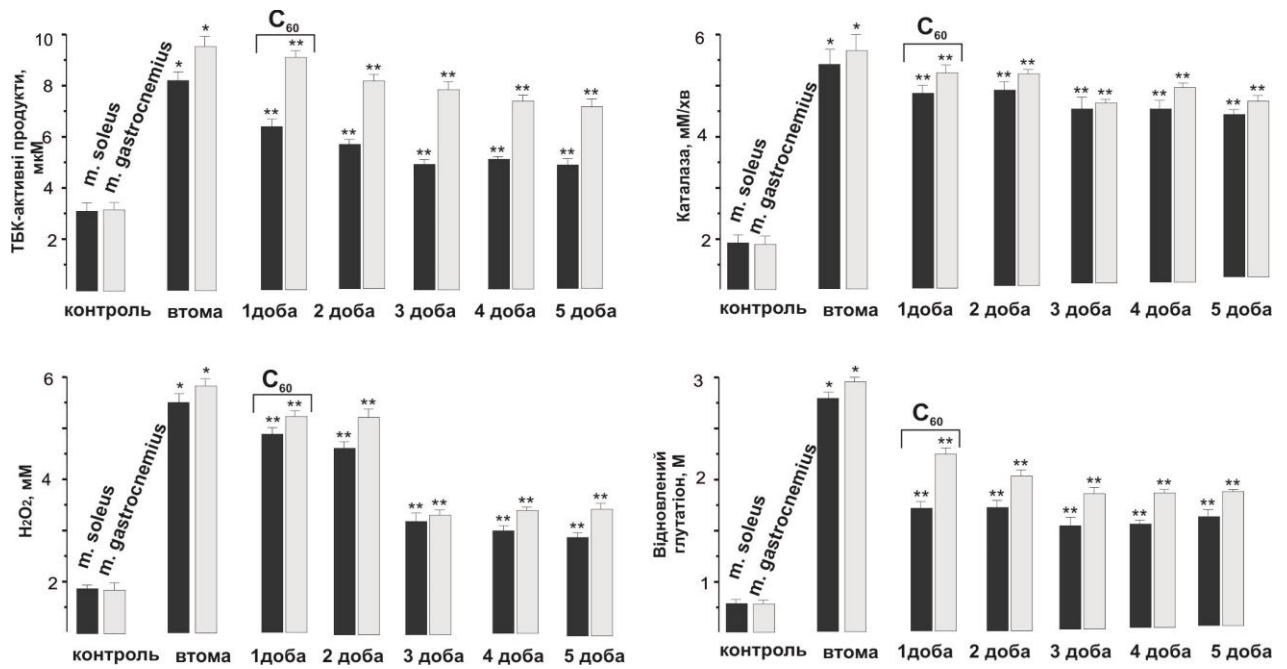 ТБК-активні продукти,
мкМ
10
8
6
4
2
m. soleus
m. gastrocnemius
*
*
C60
**
**
**
**
**
**
**
**
**
**
контроль втома 1доба 2 доба 3 доба 4 доба 5 доба
Каталаза, мМ/хв
6
4
2
m. soleus
m. gastrocnemius
*
*
C60
**
**
**
**
**
**
**
**
**
**
контроль втома 1 доба 2 доба 3 доба 4 доба 5 доба
H2O2, мМ
6
4
2
m. soleus
m. gastrocnemius
*
*
C60
**
**
**
**
**
**
**
**
**
**
контроль втома 1доба 2 доба 3 доба 4 доба 5 доба
Відновлений
глутатіон, М
3
2
1
m. soleus
m. gastrocnemius
*
*
C60
**
**
**
**
**
**
**
**
**
**
контроль втома 1 доба 2 доба 3 доба 4 доба 5 доба